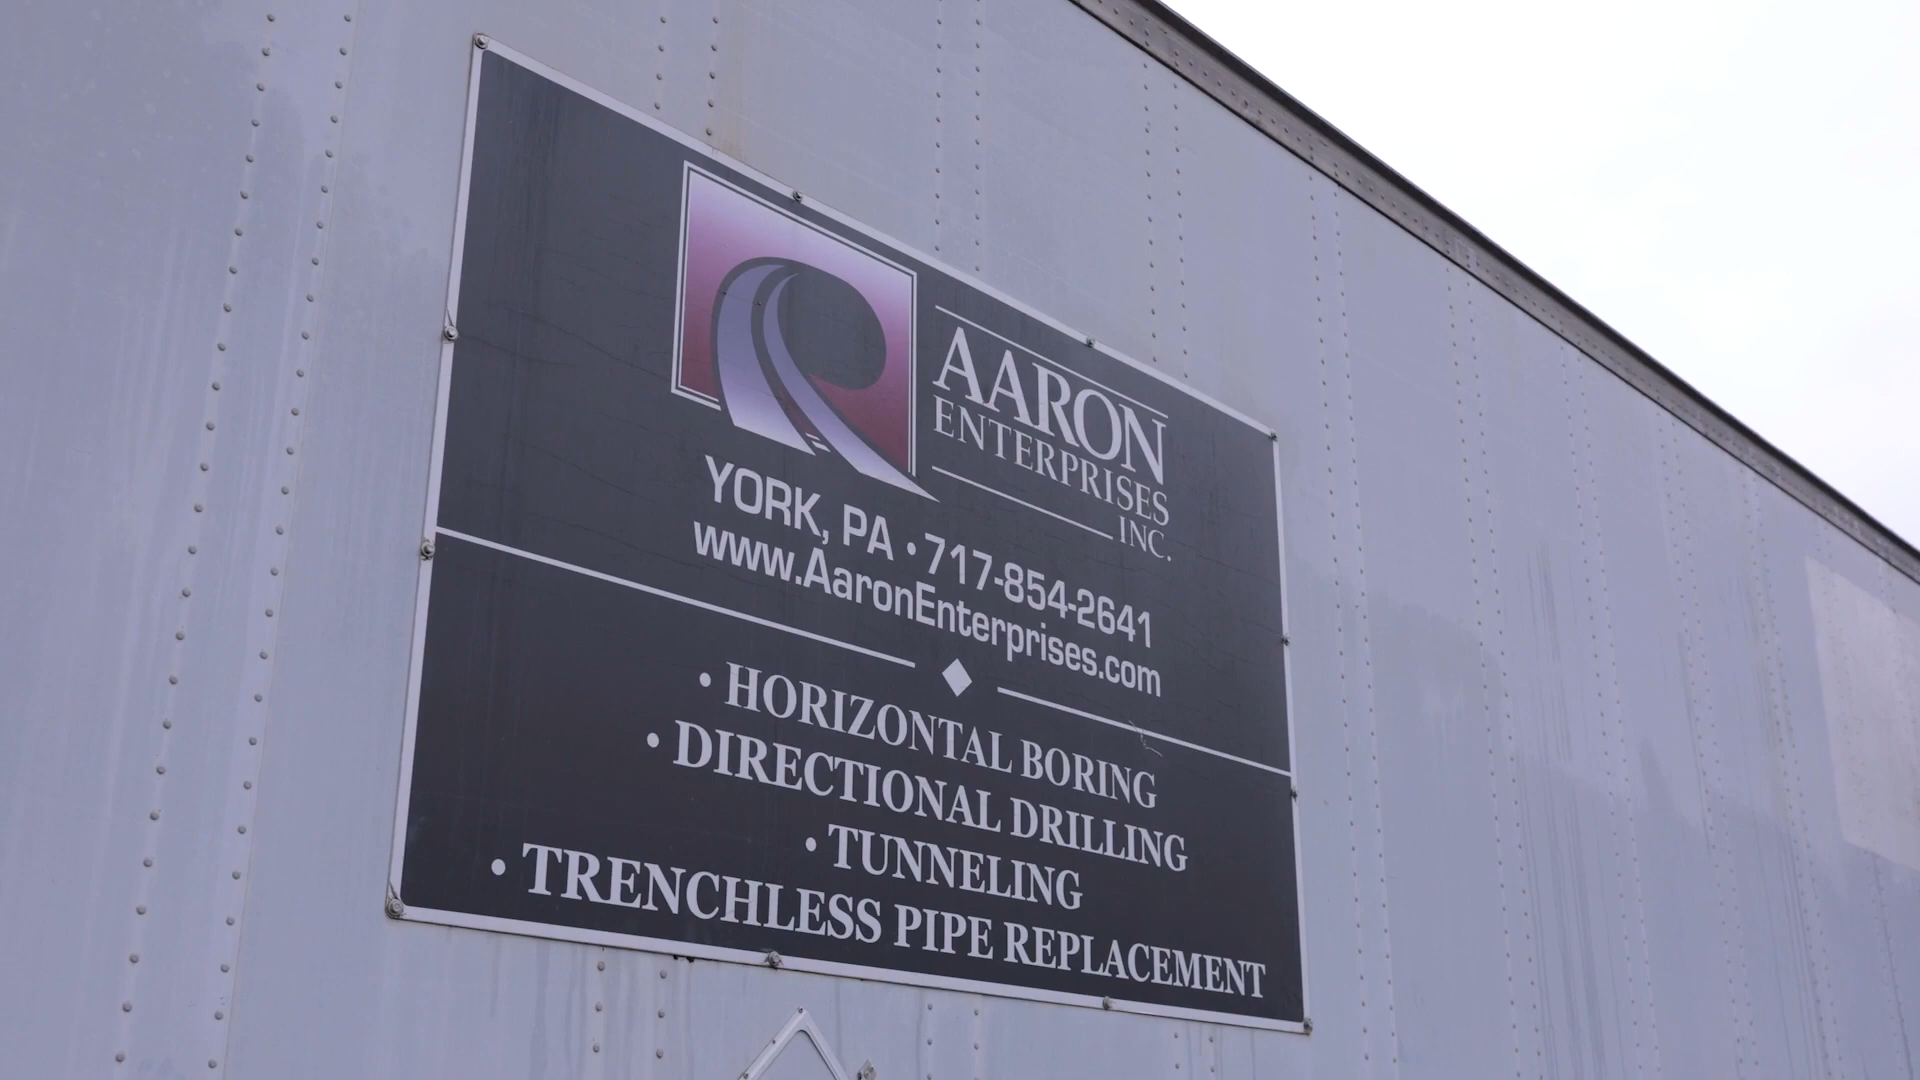 AARON
ENTERPRISES
INC.
YORK, PA • 717-854-2641
www.AaronEnterprises.com
• HORIZONTAL BORING
• DIRECTIONAL DRILLING
• TUNNELING
• TRENCHLESS PIPE REPLACEMENT